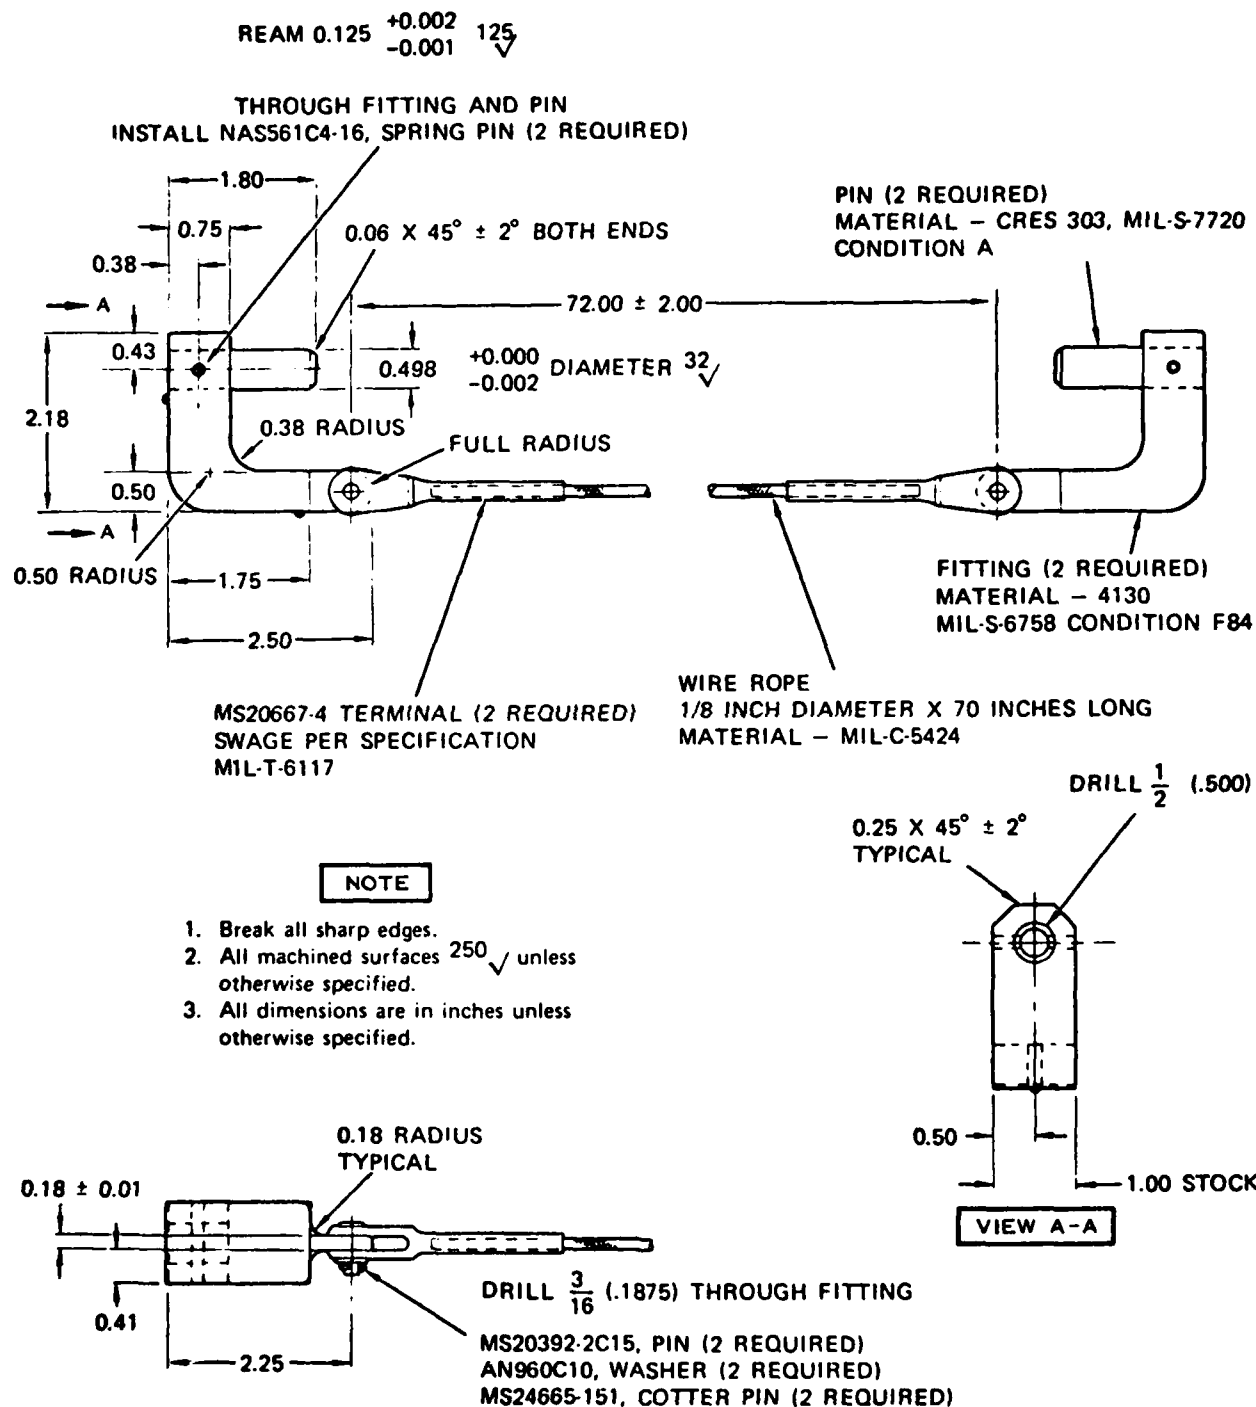 REAM 0.125 +0.002 -0.001 125√
THROUGH FITTING AND PIN
INSTALL NAS561C4-16, SPRING PIN (2 REQUIRED)
1.80
0.75
0.06 X 45° ± 2° BOTH ENDS
0.38
PIN (2 REQUIRED)
MATERIAL – CRES 303, MIL-S-7720
CONDITION A
A
72.00 ± 2.00
0.43
0.498 +0.000 -0.002 DIAMETER 32√
2.18
0.38 RADIUS
FULL RADIUS
0.50
A
0.50 RADIUS
1.75
2.50
FITTING (2 REQUIRED)
MATERIAL – 4130
MIL-S-6758 CONDITION F84
MS20667-4 TERMINAL (2 REQUIRED)
SWAGE PER SPECIFICATION
MIL-T-6117
WIRE ROPE
1/8 INCH DIAMETER X 70 INCHES LONG
MATERIAL – MIL-C-5424
DRILL 1/2 (.500)
0.25 X 45° ± 2°
TYPICAL
NOTE
1. Break all sharp edges.
2. All machined surfaces 250√ unless
otherwise specified.
3. All dimensions are in inches unless
otherwise specified.
0.50
1.00 STOCK
VIEW A-A
0.18 RADIUS
TYPICAL
0.18 ± 0.01
0.41
2.25
DRILL 3/16 (.1875) THROUGH FITTING
MS20392-2C15, PIN (2 REQUIRED)
AN960C10, WASHER (2 REQUIRED)
MS24665-151, COTTER PIN (2 REQUIRED)